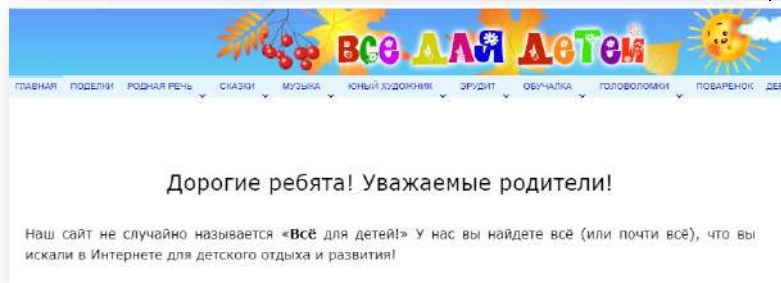 Все для детей
ГЛАВНАЯ ПОДЕЛКИ РОДНАЯ РЕЧЬ СКАЗКИ МУЗЫКА ЮНЫЙ ХУДОЖНИК ЭРУДИТ ОБУЧАЛКА ГОЛОВОЛОМКИ ПОВАРЕНОК
Дорогие ребята! Уважаемые родители!
Наш сайт не случайно называется «Всё для детей!» У нас вы найдете всё (или почти всё), что вы
искали в Интернете для детского отдыха и развития!